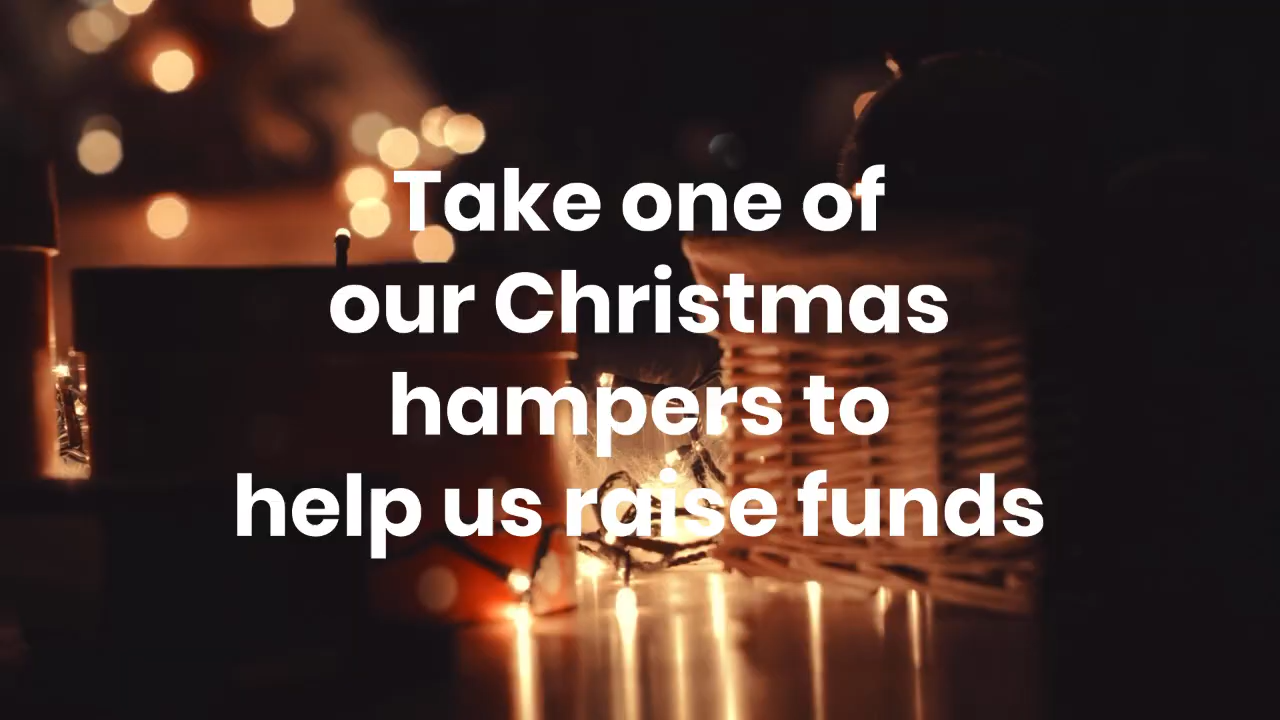 Take one of
our Christmas
hampers to
help us raise funds